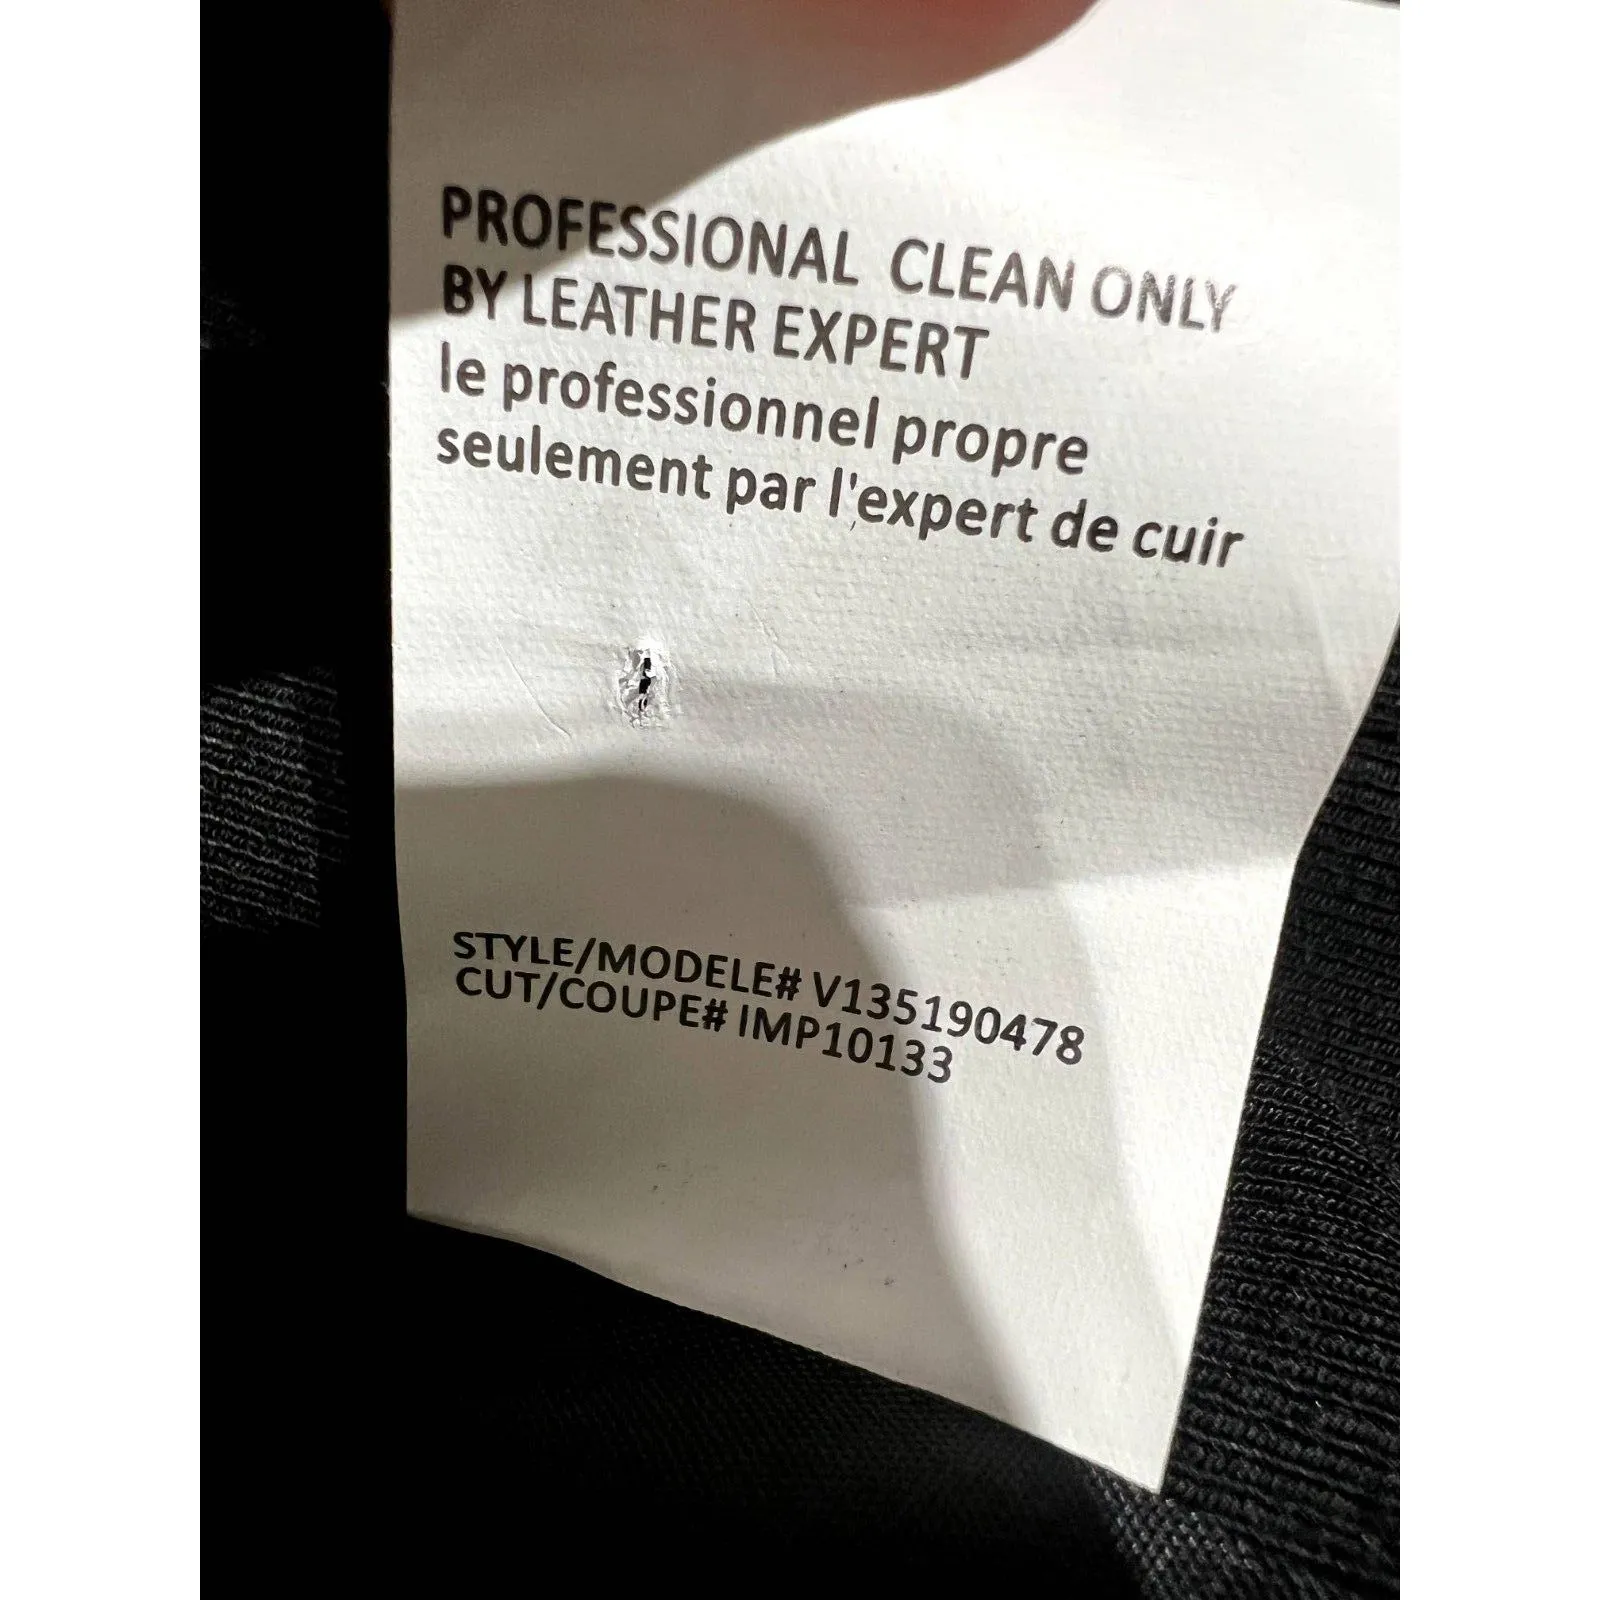 PROFESSIONAL CLEAN ONLY
BY LEATHER EXPERT
le professionnel propre
seulement par l'expert de cuir
STYLE/MODELE# V135190478
CUT/COUPE# IMP10133